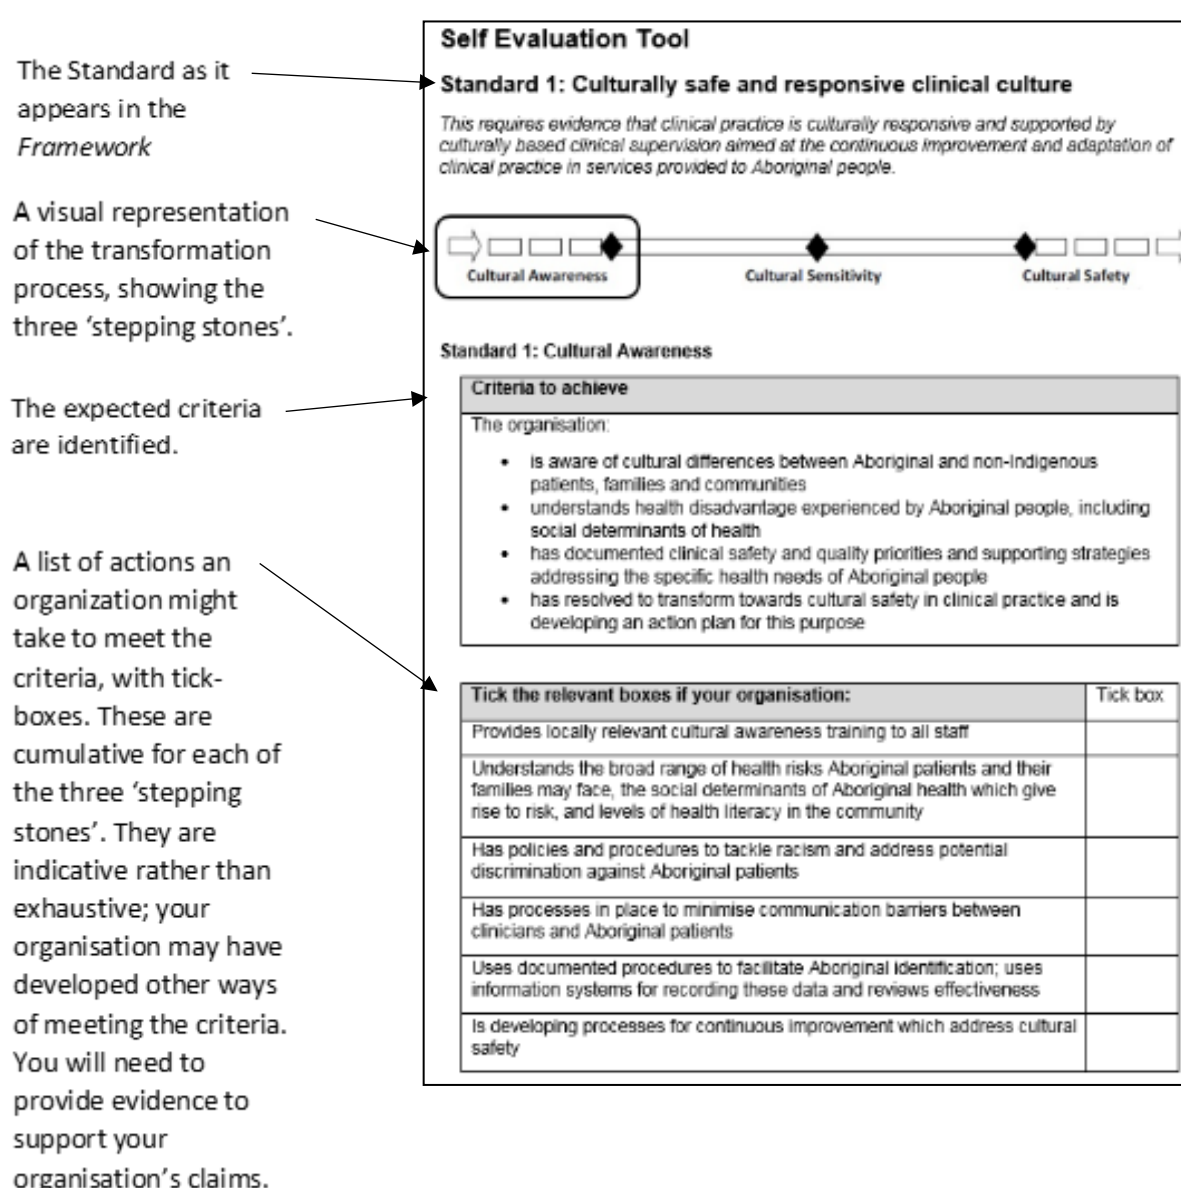 The Standard as it
appears in the
Framework
A visual representation
of the transformation
process, showing the
three ‘stepping stones’.
The expected criteria
are identified.
A list of actions an
organization might
take to meet the
criteria, with tick-
boxes. These are
cumulative for each of
the three ‘stepping
stones’. They are
indicative rather than
exhaustive; your
organisation may have
developed other ways
of meeting the criteria.
You will need to
provide evidence to
support your
organisation’s claims.
Self Evaluation Tool
Standard 1: Culturally safe and responsive clinical culture
This requires evidence that clinical practice is culturally responsive and supported by
culturally based clinical supervision aimed at the continuous improvement and adaptation of
clinical practice in services provided to Aboriginal people.
Cultural Awareness Cultural Sensitivity Cultural Safety
Standard 1: Cultural Awareness
Criteria to achieve
The organisation:
• is aware of cultural differences between Aboriginal and non-Indigenous
patients, families and communities
• understands health disadvantage experienced by Aboriginal people, including
social determinants of health
• has documented clinical safety and quality priorities and supporting strategies
addressing the specific health needs of Aboriginal people
• has resolved to transform towards cultural safety in clinical practice and is
developing an action plan for this purpose
Tick the relevant boxes if your organisation: Tick box
Provides locally relevant cultural awareness training to all staff
Understands the broad range of health risks Aboriginal patients and their
families may face, the social determinants of Aboriginal health which give
rise to risk, and levels of health literacy in the community
Has policies and procedures to tackle racism and address potential
discrimination against Aboriginal patients
Has processes in place to minimise communication barriers between
clinicians and Aboriginal patients
Uses documented procedures to facilitate Aboriginal identification; uses
information systems for recording these data and reviews effectiveness
Is developing processes for continuous improvement which address cultural
safety